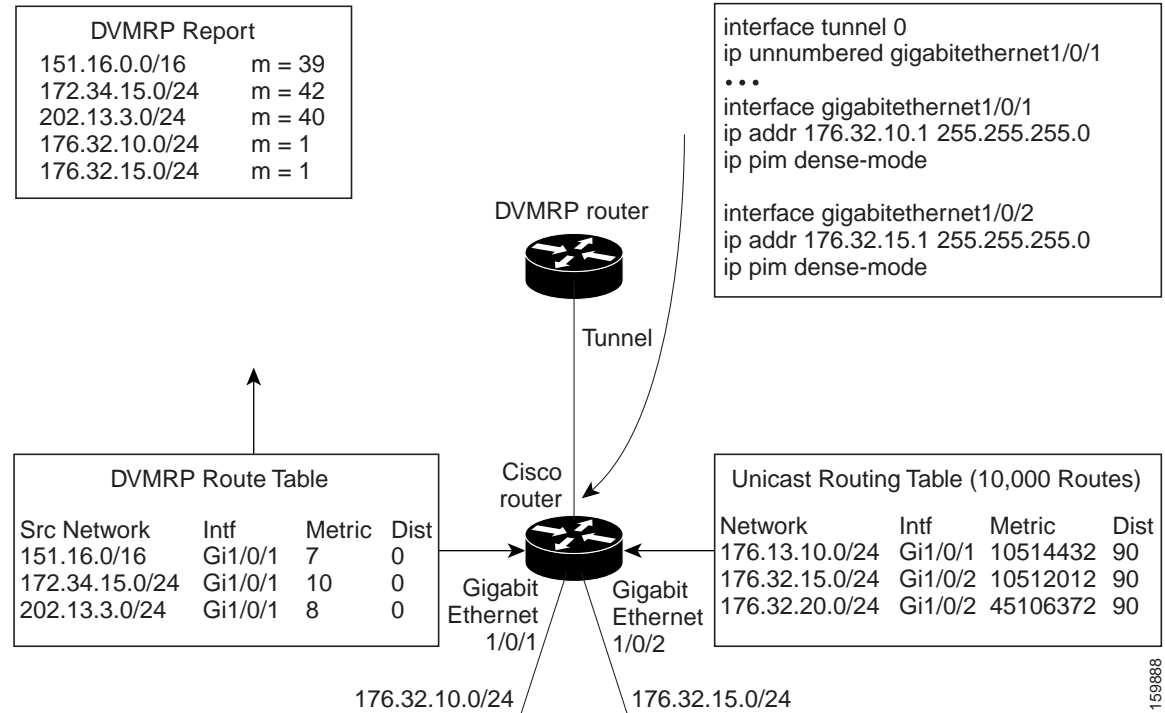 DVMRP Report
151.16.0.0/16 m = 39
172.34.15.0/24 m = 42
202.13.3.0/24 m = 40
176.32.10.0/24 m = 1
176.32.15.0/24 m = 1
interface tunnel 0
ip unnumbered gigabitethernet1/0/1
• • •
interface gigabitethernet1/0/1
ip addr 176.32.10.1 255.255.255.0
ip pim dense-mode
interface gigabitethernet1/0/2
ip addr 176.32.15.1 255.255.255.0
ip pim dense-mode
DVMRP router
Tunnel
DVMRP Route Table
Src Network Intf Metric Dist
151.16.0/16 Gi1/0/1 7 0
172.34.15.0/24 Gi1/0/1 10 0
202.13.3.0/24 Gi1/0/1 8 0
Cisco
router
Unicast Routing Table (10,000 Routes)
Network Intf Metric Dist
176.13.10.0/24 Gi1/0/1 10514432 90
176.32.15.0/24 Gi1/0/2 10512012 90
176.32.20.0/24 Gi1/0/2 45106372 90
Gigabit
Ethernet
1/0/1
Gigabit
Ethernet
1/0/2
176.32.10.0/24
176.32.15.0/24
159888